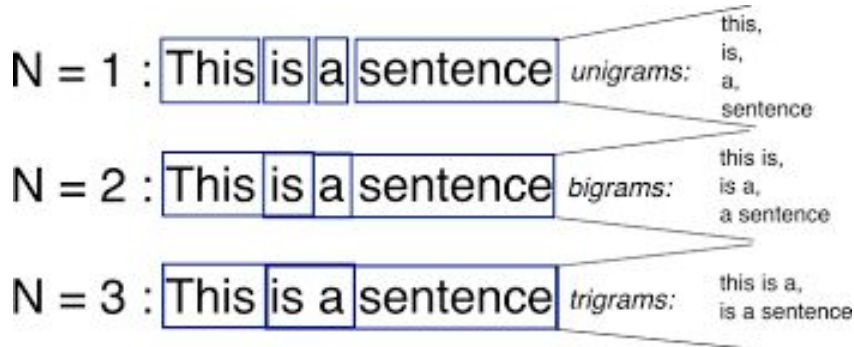 N = 1 : This is a sentence unigrams:
this,
is,
a,
sentence
N = 2 : This is a sentence bigrams:
this is,
is a,
a sentence
N = 3 : This is a sentence trigrams:
this is a,
is a sentence